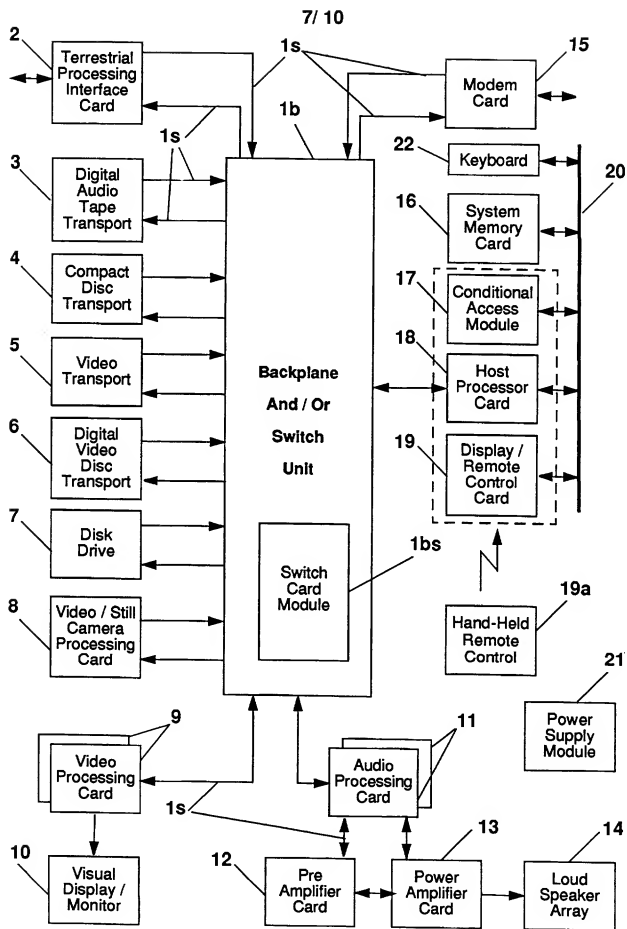 7/ 10
2
Terrestrial
Processing
Interface
Card
1s
15
Modem
Card
1b
1s
22
Keyboard
20
3
Digital
Audio
Tape
Transport
16
System
Memory
Card
4
Compact
Disc
Transport
17
Conditional
Access
Module
5
Video
Transport
18
Host
Processor
Card
Backplane
And / Or
Switch
Unit
6
Digital
Video
Disc
Transport
19
Display /
Remote
Control
Card
7
Disk
Drive
1bs
Switch
Card
Module
8
Video / Still
Camera
Processing
Card
19a
Hand-Held
Remote
Control
21
Power
Supply
Module
9
Video
Processing
Card
11
Audio
Processing
Card
1s
10
Visual
Display /
Monitor
12
Pre
Amplifier
Card
13
Power
Amplifier
Card
14
Loud
Speaker
Array